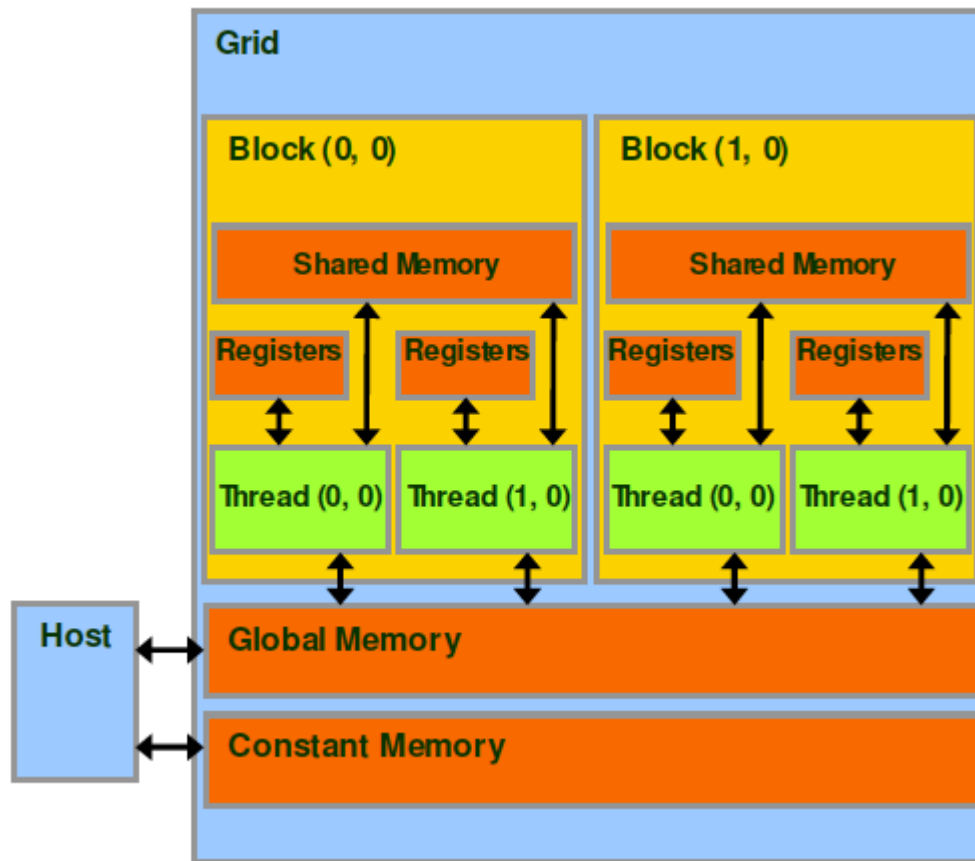 Grid
Block (0, 0)
Block (1, 0)
Shared Memory
Shared Memory
Registers
Registers
Registers
Registers
Thread (0, 0)
Thread (1, 0)
Thread (0, 0)
Thread (1, 0)
Host
Global Memory
Constant Memory